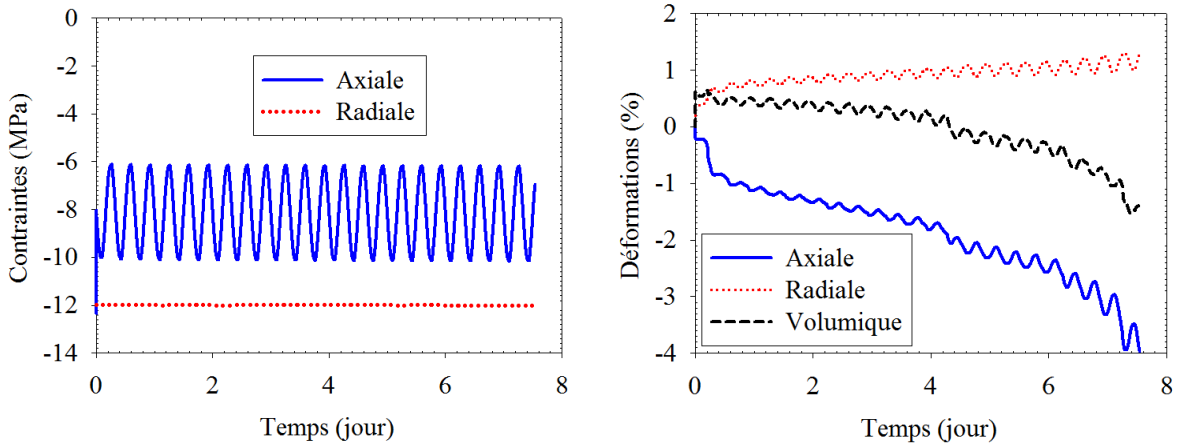 0
-2
-4
-6
-8
-10
-12
-14
Contraintes (MPa)
Axiale
Radiale
0 2 4 6 8
Temps (jour)
2
1
0
-1
-2
-3
-4
Déformations (%)
Axiale
Radiale
Volumique
0 2 4 6 8
Temps (jour)